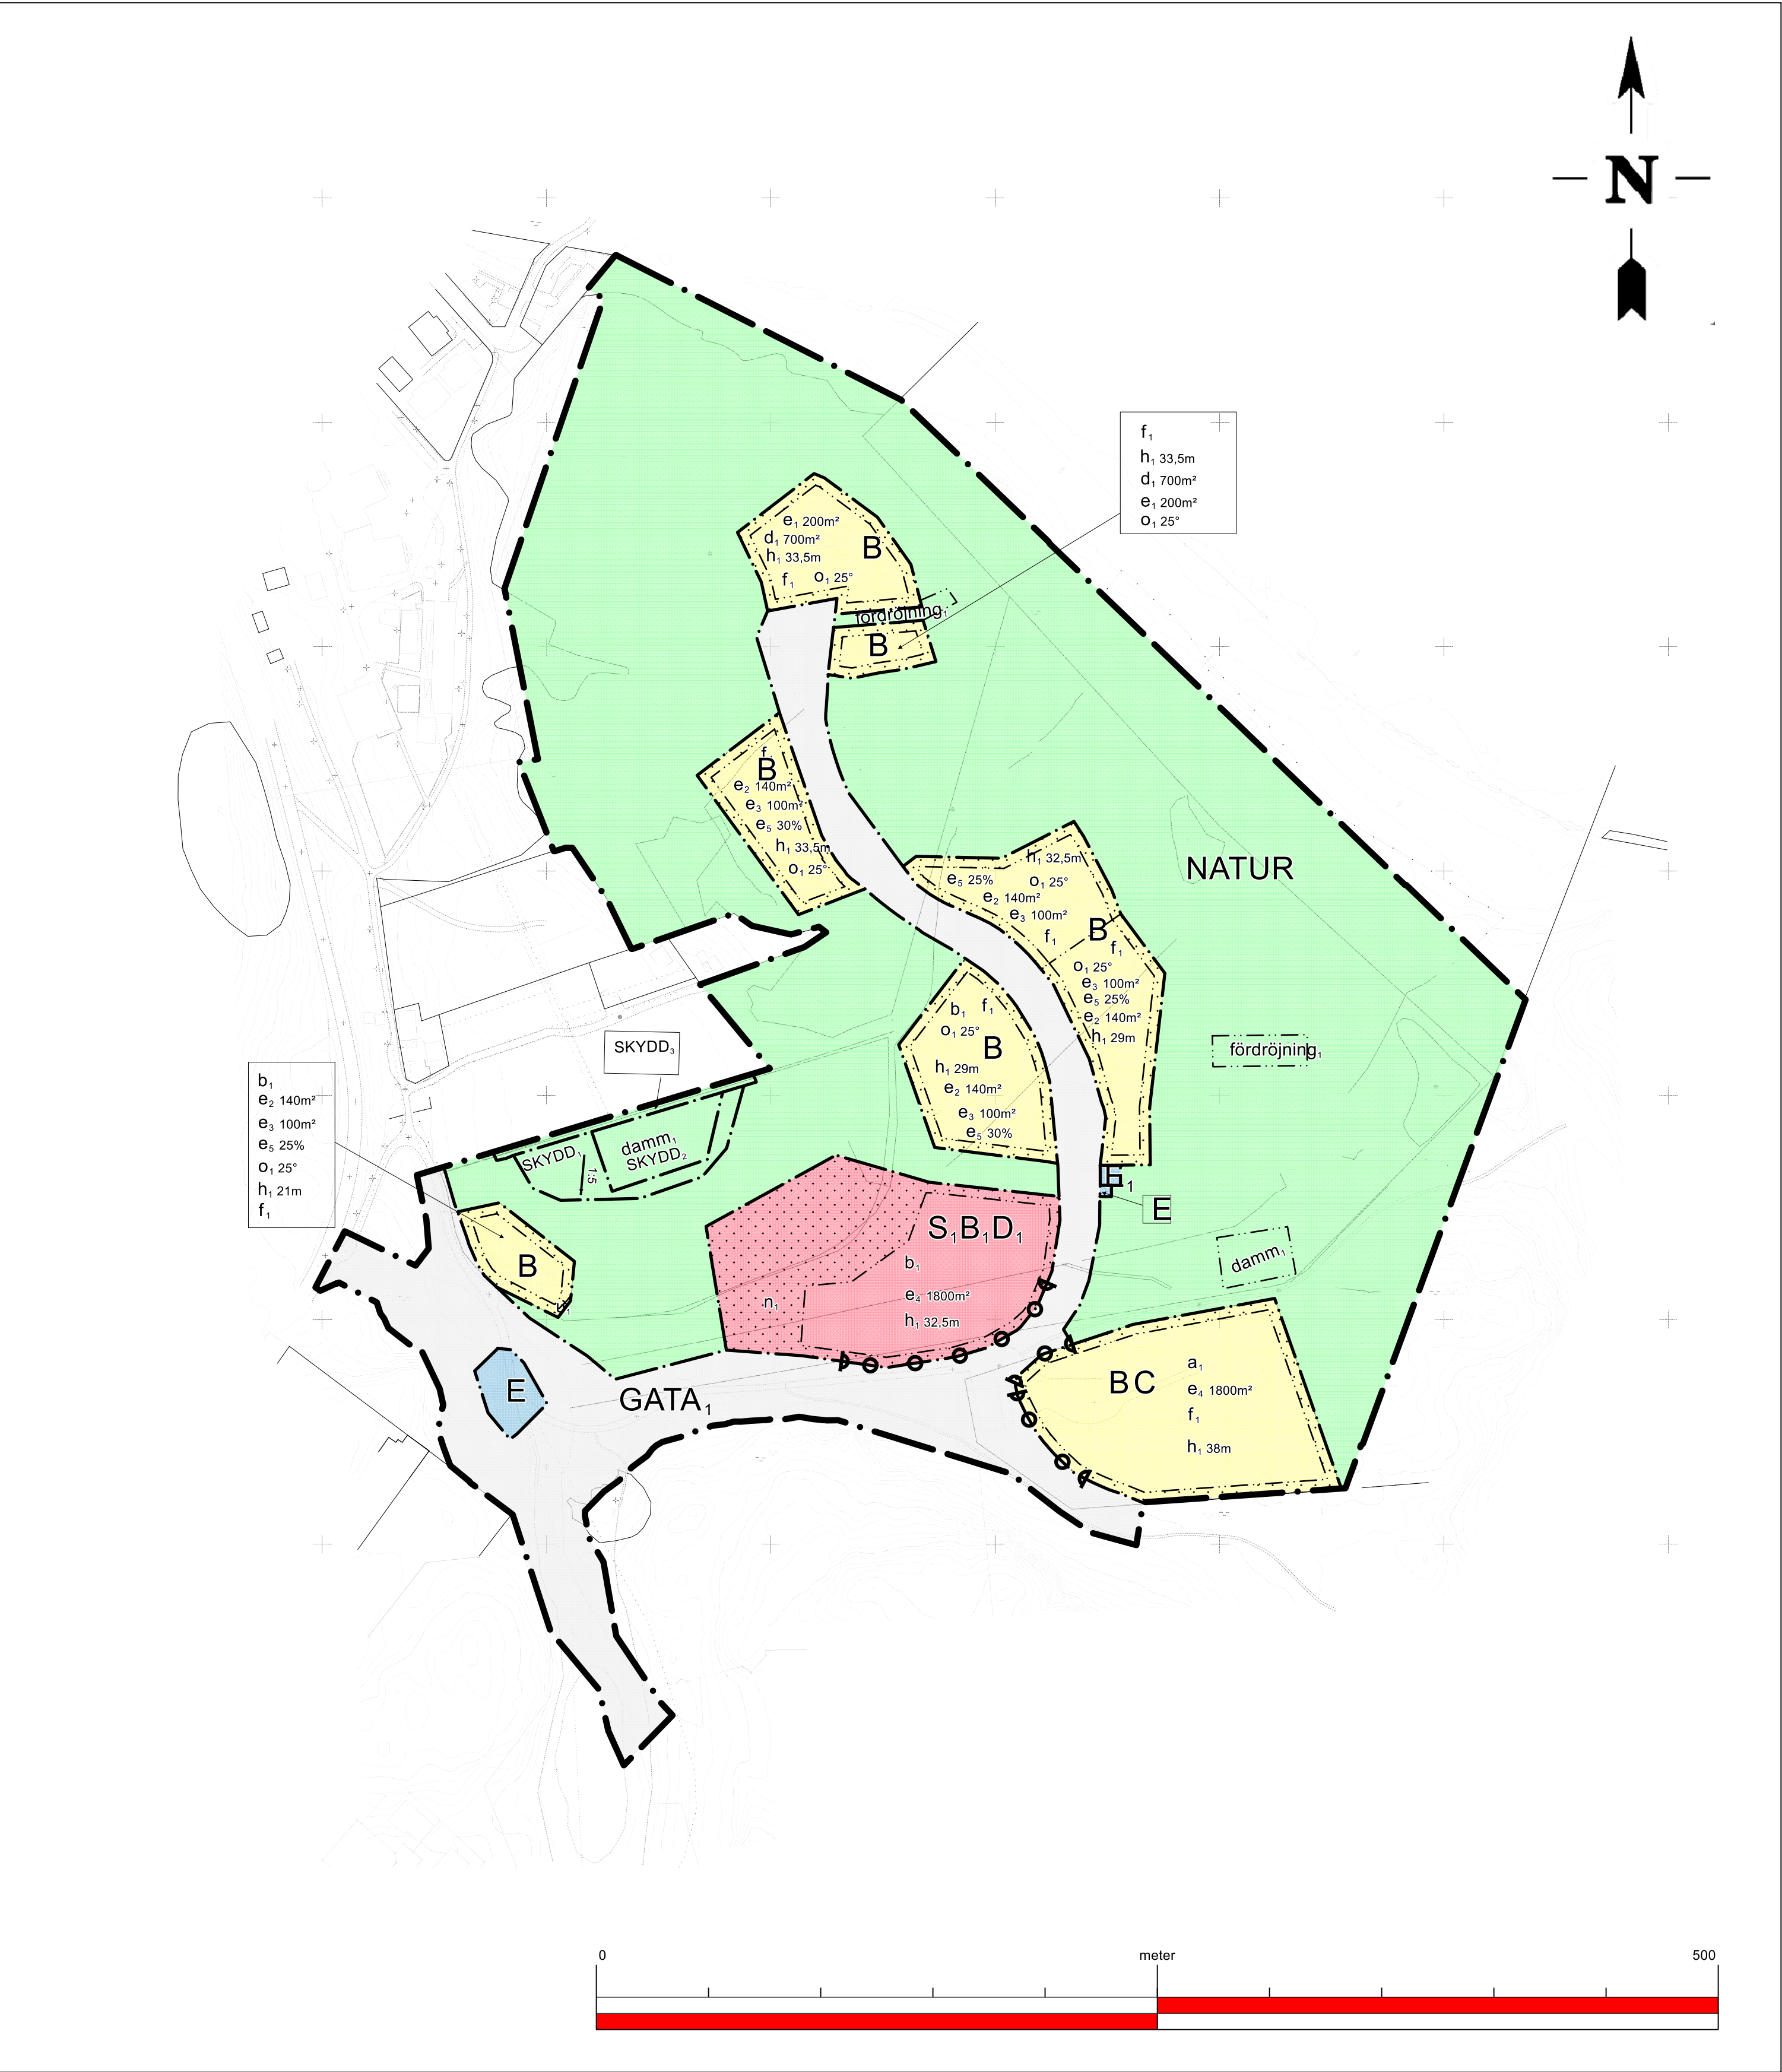 N
f₁
h₁ 33,5m
d₁ 700m²
e₁ 200m²
o₁ 25°
e₁ 200m²
d₁ 700m²
B
h₁ 33,5m
f₁ o₁ 25°
fördröjning₁
B
f
B
e₂ 140m²
e₃ 100m²
e₅ 30%
h₁ 33,5m
o₁ 25°
NATUR
h₁ 32,5m
e₅ 25% o₁ 25°
e₂ 140m²
e₃ 100m²
f₁
B
f₁
o₁ 25°
e₃ 100m²
e₅ 25%
e₂ 140m²
h₁ 29m
b₁ f₁
o₁ 25°
B
h₁ 29m
e₂ 140m²
e₃ 100m²
e₅ 30%
fördröjning₁
SKYDD₃
b₁
e₂ 140m²
e₃ 100m²
e₅ 25%
o₁ 25°
h₁ 21m
f₁
SKYDD₁
1:5
damm₁
SKYDD₂
E₁
E
S₁B₁D₁
b₁
e₄ 1800m²
h₁ 32,5m
n₁
damm₁
B
E
GATA₁
BC
a₁
e₄ 1800m²
f₁
h₁ 38m
0 meter 500